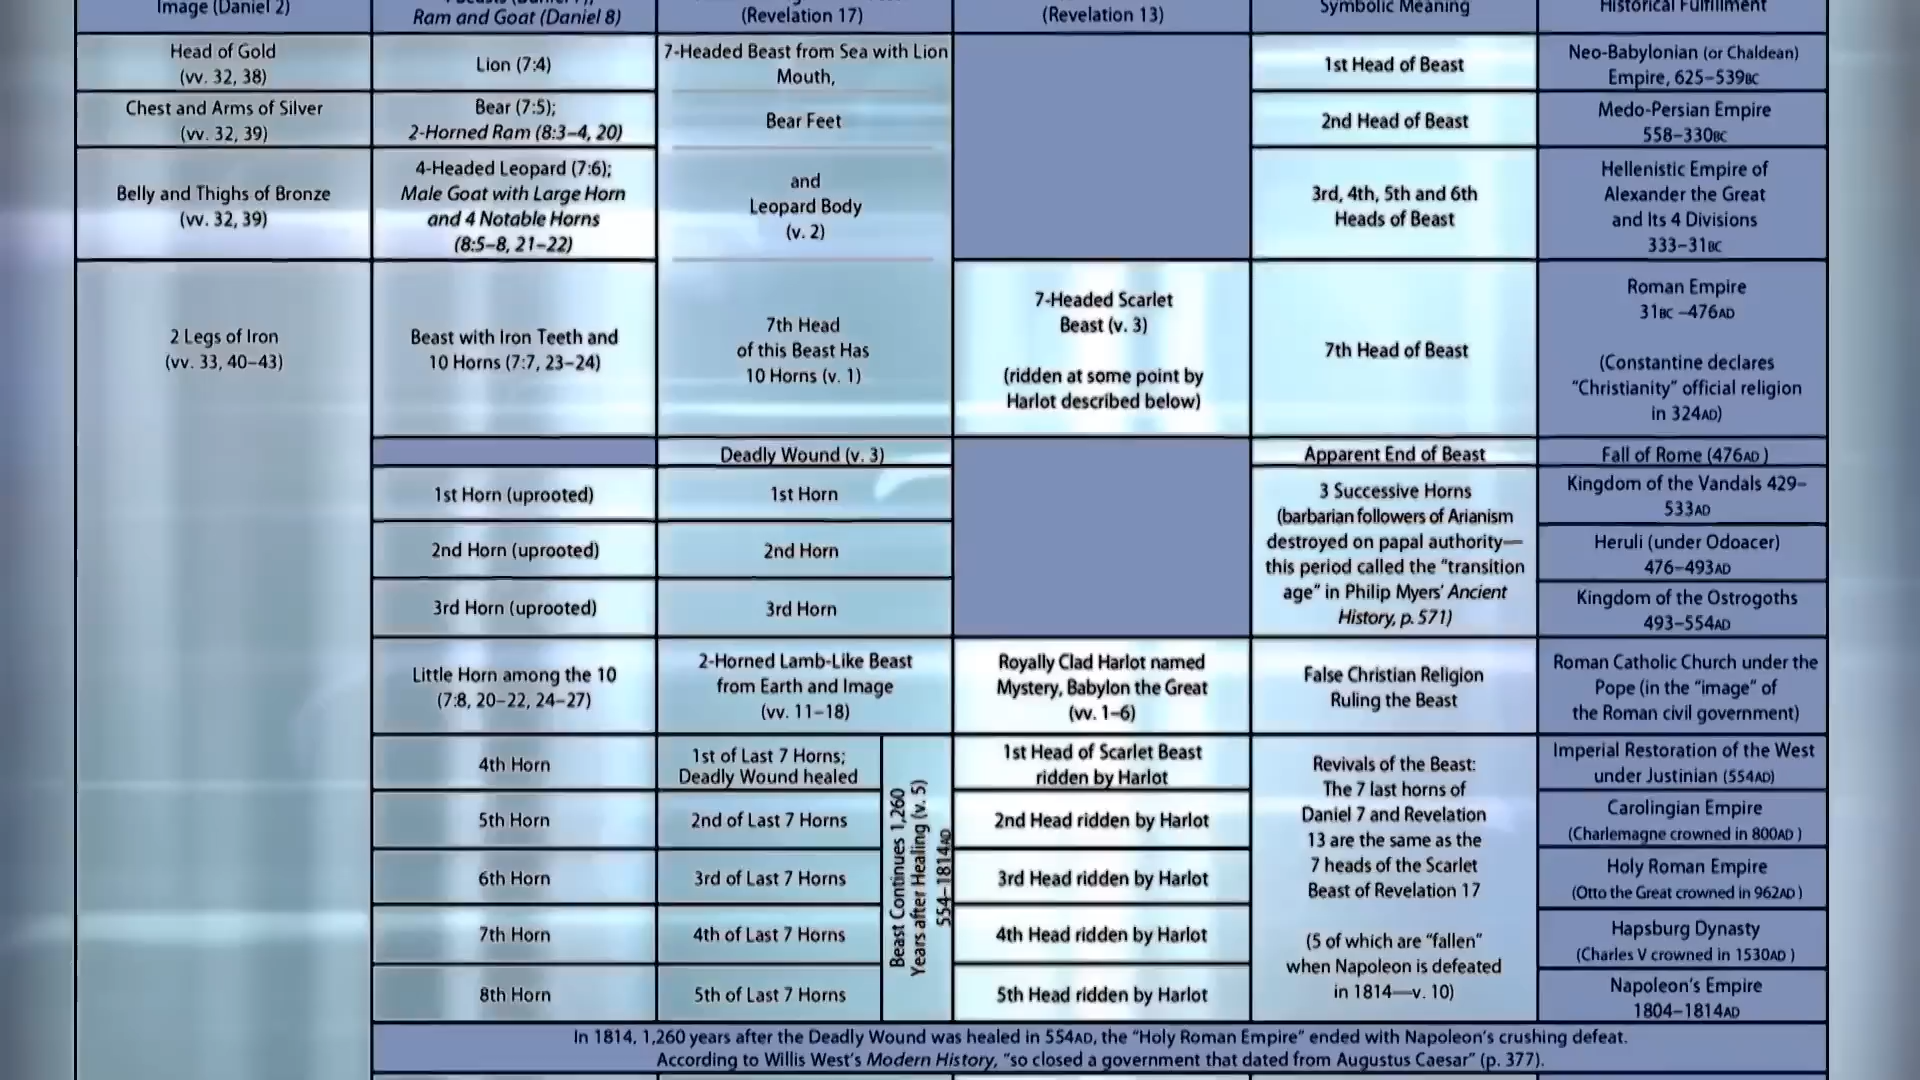 Image (Daniel 2)
Ram and Goat (Daniel 8)
(Revelation 17)
(Revelation 13)
Symbolic Meaning
Historical Fulfillment
Head of Gold
(vv. 32, 38)
Lion (7:4)
7-Headed Beast from Sea with Lion
Mouth,
1st Head of Beast
Neo-Babylonian (or Chaldean)
Empire, 625–539BC
Chest and Arms of Silver
(vv. 32, 39)
Bear (7:5);
2-Horned Ram (8:3–4, 20)
Bear Feet
2nd Head of Beast
Medo-Persian Empire
558–330BC
Belly and Thighs of Bronze
(vv. 32, 39)
4-Headed Leopard (7:6);
Male Goat with Large Horn
and 4 Notable Horns
(8:5–8, 21–22)
and
Leopard Body
(v. 2)
3rd, 4th, 5th and 6th
Heads of Beast
Hellenistic Empire of
Alexander the Great
and Its 4 Divisions
333–31BC
2 Legs of Iron
(vv. 33, 40–43)
Beast with Iron Teeth and
10 Horns (7:7, 23–24)
7th Head
of this Beast Has
10 Horns (v. 1)
7-Headed Scarlet
Beast (v. 3)
(ridden at some point by
Harlot described below)
7th Head of Beast
Roman Empire
31BC –476AD
(Constantine declares
“Christianity” official religion
in 324AD)
Deadly Wound (v. 3)
Apparent End of Beast
Fall of Rome (476AD )
1st Horn (uprooted)
1st Horn
3 Successive Horns
(barbarian followers of Arianism
destroyed on papal authority—
this period called the “transition
age” in Philip Myers’ Ancient
History, p. 571)
Kingdom of the Vandals 429–
533AD
2nd Horn (uprooted)
2nd Horn
Heruli (under Odoacer)
476–493AD
3rd Horn (uprooted)
3rd Horn
Kingdom of the Ostrogoths
493–554AD
Little Horn among the 10
(7:8, 20–22, 24–27)
2-Horned Lamb-Like Beast
from Earth and Image
(vv. 11–18)
Royally Clad Harlot named
Mystery, Babylon the Great
(vv. 1–6)
False Christian Religion
Ruling the Beast
Roman Catholic Church under the
Pope (in the “image” of
the Roman civil government)
4th Horn
1st of Last 7 Horns;
Deadly Wound healed
Beast Continues 1,260
Years after Healing (v. 5)
554–1814AD
1st Head of Scarlet Beast
ridden by Harlot
Revivals of the Beast:
The 7 last horns of
Daniel 7 and Revelation
13 are the same as the
7 heads of the Scarlet
Beast of Revelation 17
(5 of which are “fallen”
when Napoleon is defeated
in 1814—v. 10)
Imperial Restoration of the West
under Justinian (554AD)
5th Horn
2nd of Last 7 Horns
2nd Head ridden by Harlot
Carolingian Empire
(Charlemagne crowned in 800AD )
6th Horn
3rd of Last 7 Horns
3rd Head ridden by Harlot
Holy Roman Empire
(Otto the Great crowned in 962AD )
7th Horn
4th of Last 7 Horns
4th Head ridden by Harlot
Hapsburg Dynasty
(Charles V crowned in 1530AD )
8th Horn
5th of Last 7 Horns
5th Head ridden by Harlot
Napoleon’s Empire
1804–1814AD
In 1814, 1,260 years after the Deadly Wound was healed in 554AD, the “Holy Roman Empire” ended with Napoleon’s crushing defeat.
According to Willis West’s Modern History, “so closed a government that dated from Augustus Caesar” (p. 377).